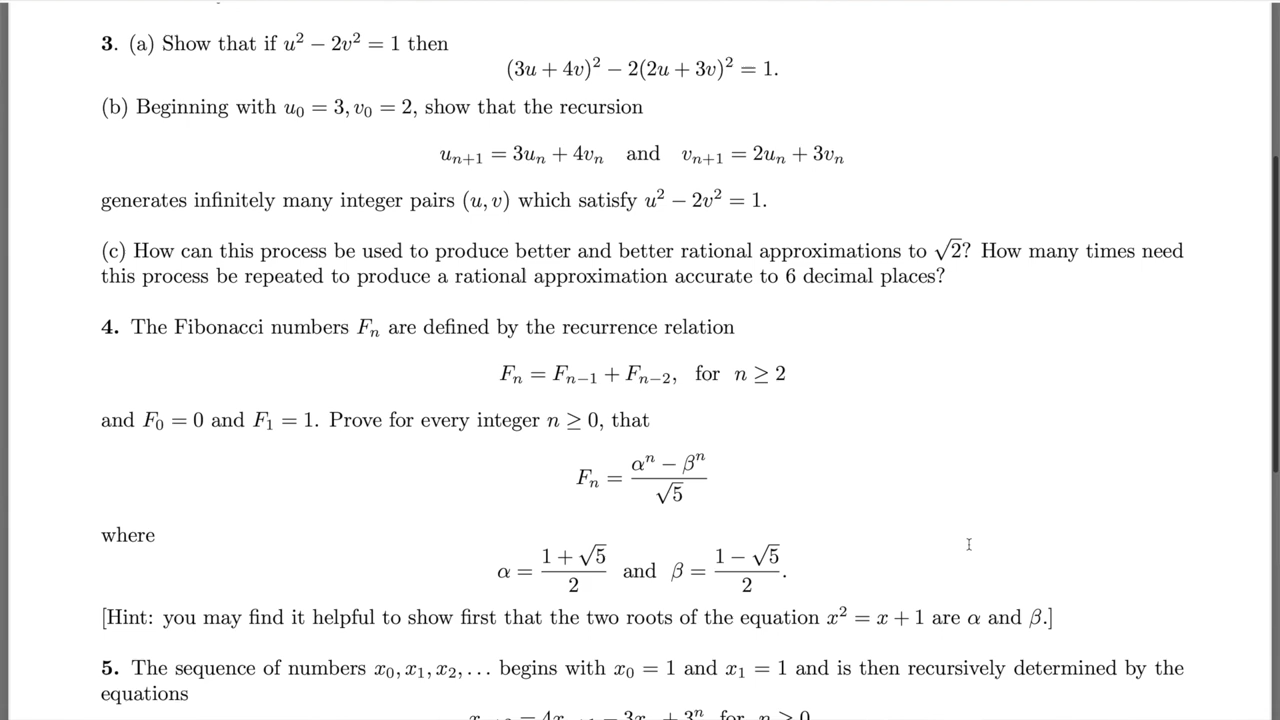 3. (a) Show that if u² − 2v² = 1 then
(3u + 4v)² − 2(2u + 3v)² = 1.
(b) Beginning with u₀ = 3, v₀ = 2, show that the recursion
uₙ₊₁ = 3uₙ + 4vₙ and vₙ₊₁ = 2uₙ + 3vₙ
generates infinitely many integer pairs (u, v) which satisfy u² − 2v² = 1.
(c) How can this process be used to produce better and better rational approximations to √2? How many times need
this process be repeated to produce a rational approximation accurate to 6 decimal places?
4. The Fibonacci numbers Fₙ are defined by the recurrence relation
Fₙ = Fₙ₋₁ + Fₙ₋₂, for n ≥ 2
and F₀ = 0 and F₁ = 1. Prove for every integer n ≥ 0, that
Fₙ = (αⁿ − βⁿ)/√5
where
α = (1 + √5)/2 and β = (1 − √5)/2.
[Hint: you may find it helpful to show first that the two roots of the equation x² = x + 1 are α and β.]
5. The sequence of numbers x₀, x₁, x₂, . . . begins with x₀ = 1 and x₁ = 1 and is then recursively determined by the
equations